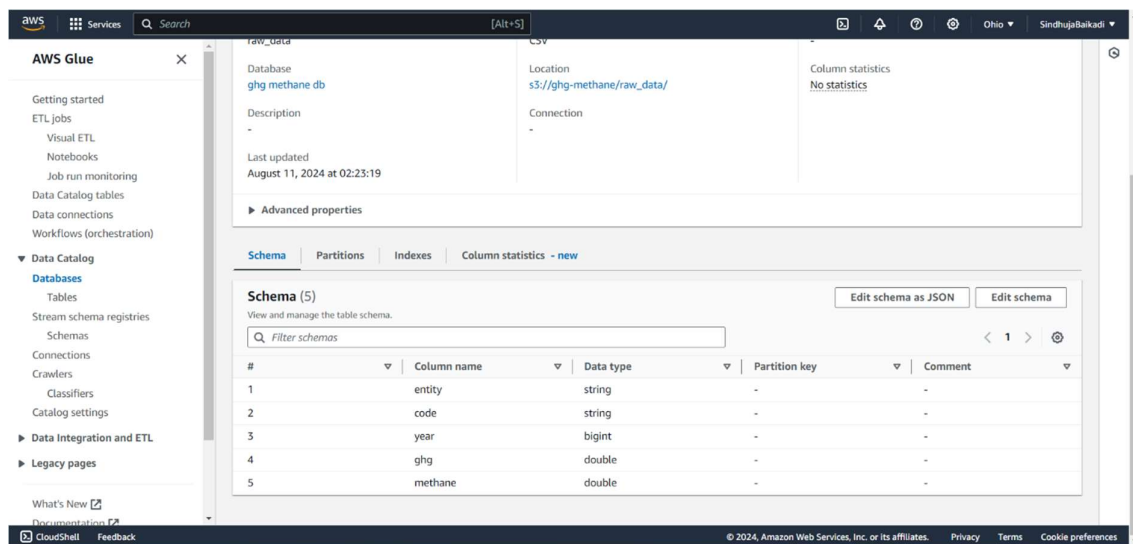 aws Services Search [Alt+S] Ohio SindhujaBaikadi
AWS Glue
Getting started
ETL jobs
Visual ETL
Notebooks
Job run monitoring
Data Catalog tables
Data connections
Workflows (orchestration)
Data Catalog
Databases
Tables
Stream schema registries
Schemas
Connections
Crawlers
Classifiers
Catalog settings
Data Integration and ETL
Legacy pages
What's New
Documentation
raw_data CSV -
Database Location Column statistics
ghg methane db s3://ghg-methane/raw_data/ No statistics
Description Connection
- -
Last updated
August 11, 2024 at 02:23:19
Advanced properties
Schema Partitions Indexes Column statistics - new
Schema (5) Edit schema as JSON Edit schema
View and manage the table schema.
Filter schemas < 1 >
# Column name Data type Partition key Comment
1 entity string - -
2 code string - -
3 year bigint - -
4 ghg double - -
5 methane double - -
CloudShell Feedback © 2024, Amazon Web Services, Inc. or its affiliates. Privacy Terms Cookie preferences